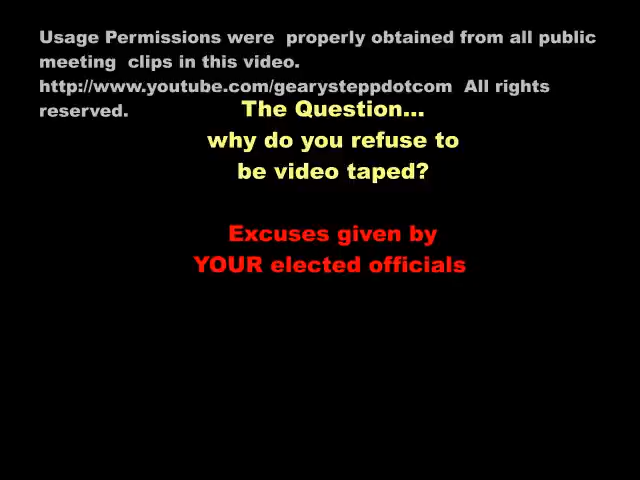 Usage Permissions were  properly obtained from all public
meeting  clips in this video.
http://www.youtube.com/gearysteppdotcom  All rights
reserved.
The Question...
why do you refuse to
be video taped?
Excuses given by
YOUR elected officials